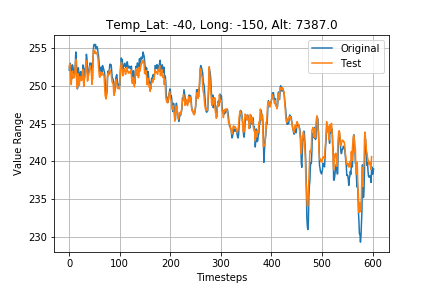 Temp_Lat: -40, Long: -150, Alt: 7387.0
Original
Test
Value Range
255
250
245
240
235
230
0 100 200 300 400 500 600
Timesteps